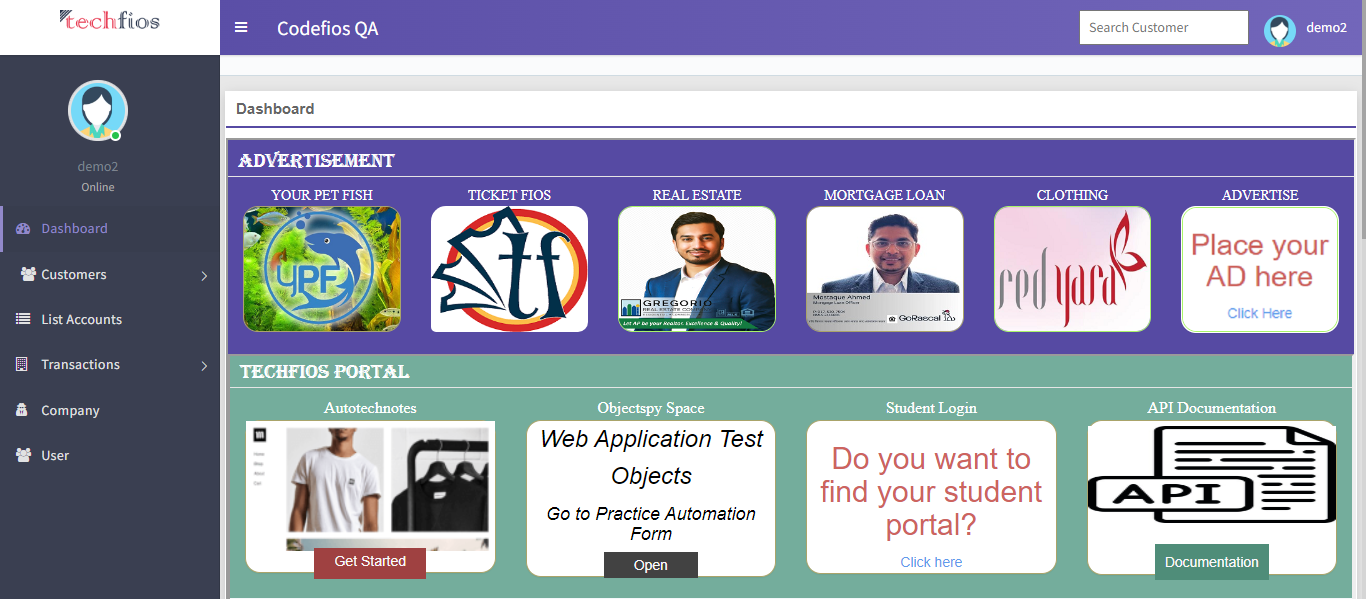 techfios
Codefios QA
Search Customer
demo2
demo2
Online
Dashboard
Customers
List Accounts
Transactions
Company
User
Dashboard
ADVERTISEMENT
YOUR PET FISH
TICKET FIOS
REAL ESTATE
MORTGAGE LOAN
CLOTHING
ADVERTISE
YPF
tf
GREGORIO
REAL ESTATE
Let AP be your Realtor. Excellence & Quality!
Mostaque Ahmed
Mortgage Loan Officer
GoRascal
red yard
Place your
AD here
Click Here
TECHFIOS PORTAL
Autotechnotes
Objectspy Space
Student Login
API Documentation
Get Started
Web Application Test
Objects
Go to Practice Automation
Form
Open
Do you want to
find your student
portal?
Click here
API
Documentation